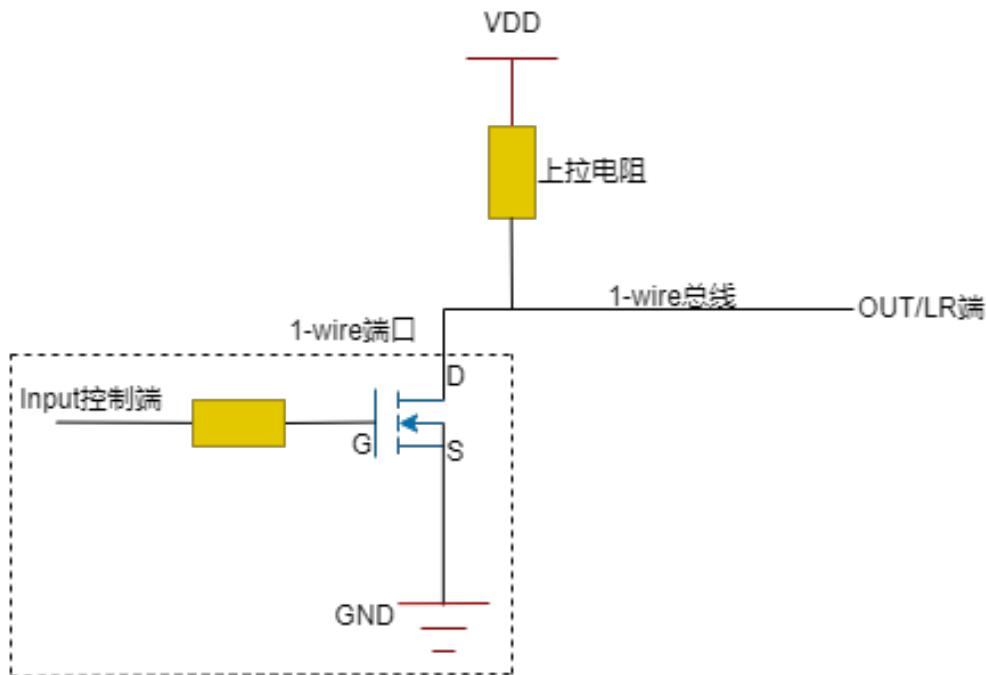 VDD
上拉电阻
1-wire总线
OUT/LR端
1-wire端口
D
Input控制端
G
S
GND